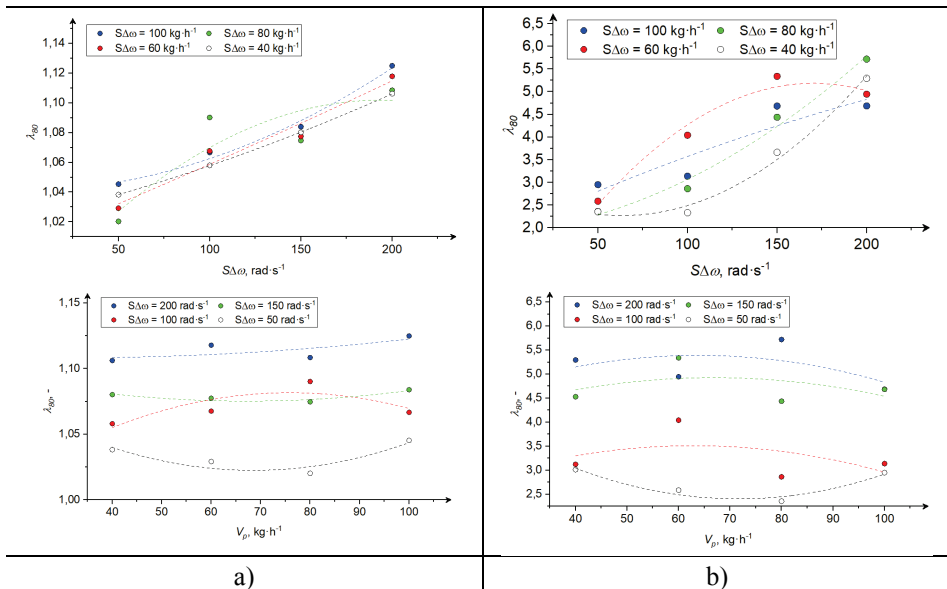 SΔω = 100 kg·h⁻¹ SΔω = 80 kg·h⁻¹
SΔω = 60 kg·h⁻¹ SΔω = 40 kg·h⁻¹
1,14
1,12
1,10
1,08
1,06
1,04
1,02
λ80
50 100 150 200
SΔω, rad·s⁻¹
SΔω = 100 kg·h⁻¹ SΔω = 80 kg·h⁻¹
SΔω = 60 kg·h⁻¹ SΔω = 40 kg·h⁻¹
6,5
6,0
5,5
5,0
4,5
4,0
3,5
3,0
2,5
2,0
λ80
50 100 150 200
SΔω, rad·s⁻¹
SΔω = 200 rad·s⁻¹ SΔω = 150 rad·s⁻¹
SΔω = 100 rad·s⁻¹ SΔω = 50 rad·s⁻¹
1,15
1,10
1,05
1,00
λ80, -
40 50 60 70 80 90 100
Vp, kg·h⁻¹
SΔω = 200 rad·s⁻¹ SΔω = 150 rad·s⁻¹
SΔω = 100 rad·s⁻¹ SΔω = 50 rad·s⁻¹
6,5
6,0
5,5
5,0
4,5
4,0
3,5
3,0
2,5
λ80, -
40 50 60 70 80 90 100
Vp, kg·h⁻¹
a) b)